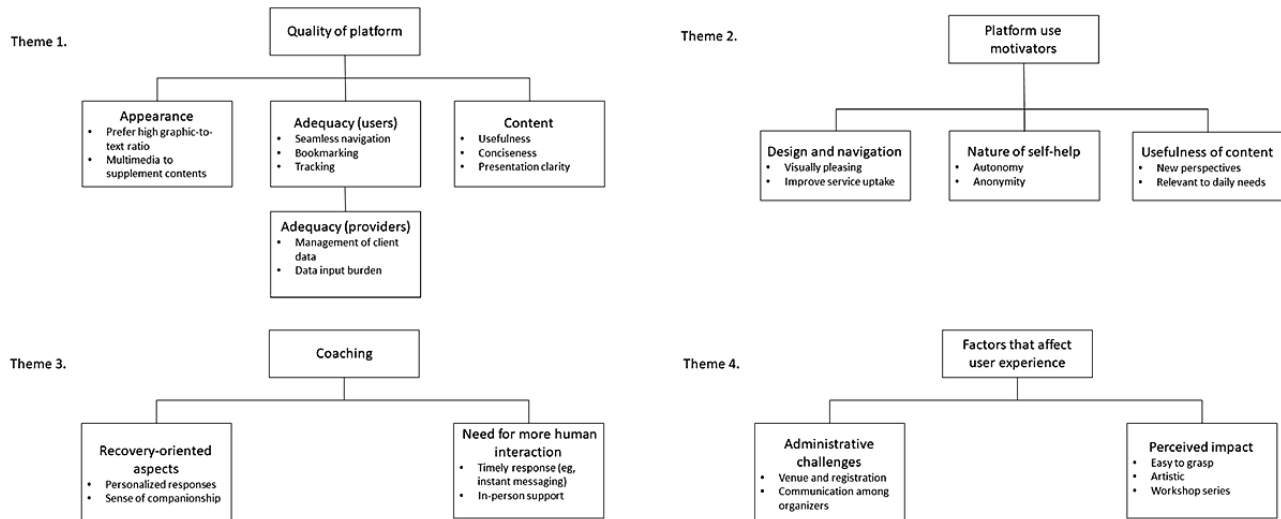 Theme 1.
Quality of platform
Appearance
• Prefer high graphic-to-
text ratio
• Multimedia to
supplement contents
Adequacy (users)
• Seamless navigation
• Bookmarking
• Tracking
Content
• Usefulness
• Conciseness
• Presentation clarity
Adequacy (providers)
• Management of client
data
• Data input burden
Theme 2.
Platform use
motivators
Design and navigation
• Visually pleasing
• Improve service uptake
Nature of self-help
• Autonomy
• Anonymity
Usefulness of content
• New perspectives
• Relevant to daily needs
Theme 3.
Coaching
Recovery-oriented
aspects
• Personalized responses
• Sense of companionship
Need for more human
interaction
• Timely response (eg,
instant messaging)
• In-person support
Theme 4.
Factors that affect
user experience
Administrative
challenges
• Venue and registration
• Communication among
organizers
Perceived impact
• Easy to grasp
• Artistic
• Workshop series